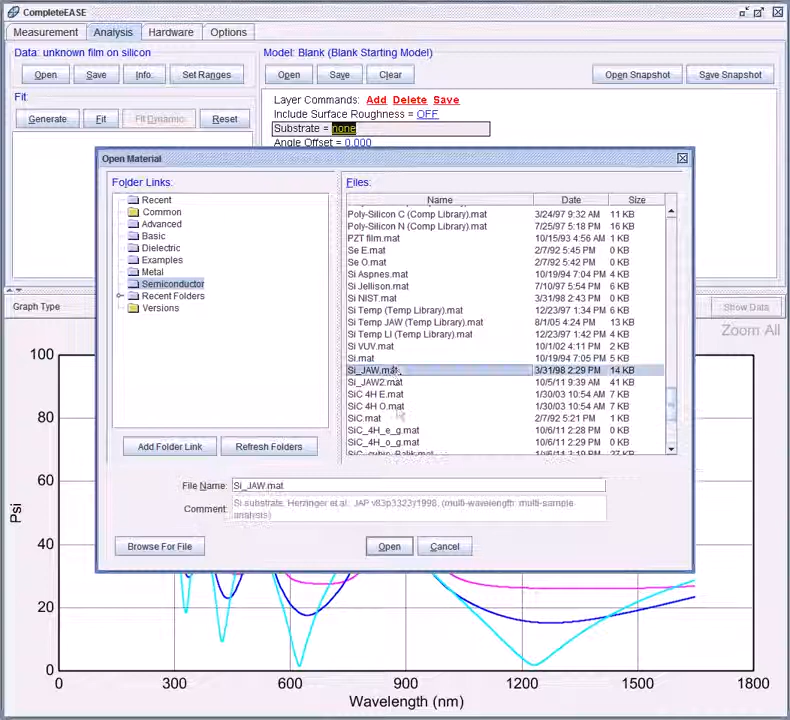 CompleteEASE
Measurement Analysis Hardware Options
Data: unknown film on silicon
Open Save Info. Set Ranges
Model: Blank (Blank Starting Model)
Open Save Clear Open Snapshot Save Snapshot
Fit:
Generate Fit Fit Dynamic Reset
Layer Commands: Add Delete Save
Include Surface Roughness = OFF
Substrate = none
Angle Offset = 0.000
Open Material
Folder Links:
Recent
Common
Advanced
Basic
Dielectric
Examples
Metal
Semiconductor
Recent Folders
Versions
Add Folder Link Refresh Folders
Files:
Name Date Size
Poly-Silicon C (Comp Library).mat 3/24/97 9:32 AM 11 KB
Poly-Silicon N (Comp Library).mat 7/25/97 5:18 PM 16 KB
PZT film.mat 10/15/93 4:56 AM 1 KB
Se E.mat 2/7/92 5:45 PM 0 KB
Se O.mat 2/7/92 5:42 PM 0 KB
Si Aspnes.mat 10/19/94 7:04 PM 4 KB
Si Jellison.mat 7/10/97 5:54 PM 6 KB
Si NIST.mat 3/31/98 2:43 PM 0 KB
Si Temp (Temp Library).mat 12/23/97 1:34 PM 6 KB
Si Temp JAW (Temp Library).mat 8/1/05 4:24 PM 13 KB
Si Temp LI (Temp Library).mat 12/23/97 1:42 PM 4 KB
Si VUV.mat 10/1/02 4:11 PM 2 KB
Si.mat 10/19/94 7:05 PM 5 KB
Si_JAW.mat 3/31/98 2:29 PM 14 KB
Si_JAW2.mat 10/5/11 9:39 AM 41 KB
SiC 4H E.mat 1/30/03 10:54 AM 7 KB
SiC 4H O.mat 1/30/03 10:54 AM 7 KB
SiC.mat 2/7/92 5:21 PM 1 KB
SiC_4H_e_g.mat 10/6/11 2:28 PM 0 KB
SiC_4H_o_g.mat 10/6/11 2:29 PM 0 KB
File Name: Si_JAW.mat
Comment: Si substrate, Herzinger et al., JAP v83p3323y1998, (multi-wavelength, multi-sample
analysis)
Browse For File Open Cancel
Graph Type
Show Data
Zoom All
100
80
60
40
20
0
Psi
0 300 600 900 1200 1500 1800
Wavelength (nm)